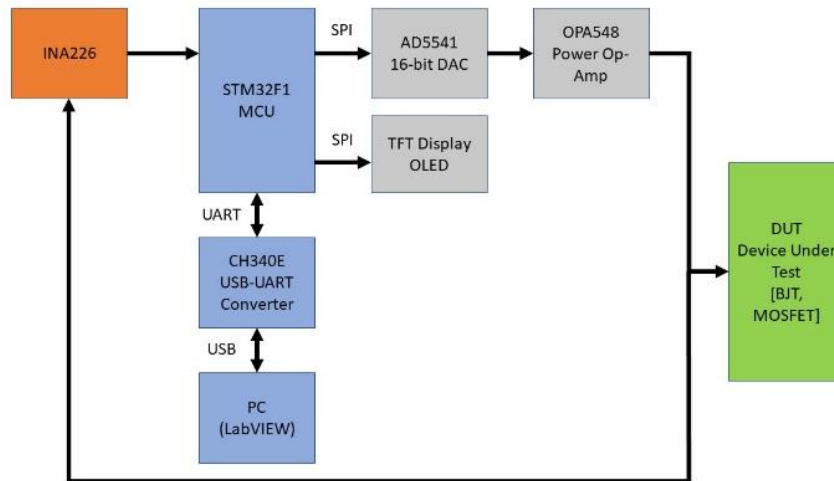 INA226
STM32F1
MCU
SPI
AD5541
16-bit DAC
OPA548
Power Op-
Amp
SPI
TFT Display
OLED
UART
CH340E
USB-UART
Converter
USB
PC
(LabVIEW)
DUT
Device Under
Test
[BJT,
MOSFET]